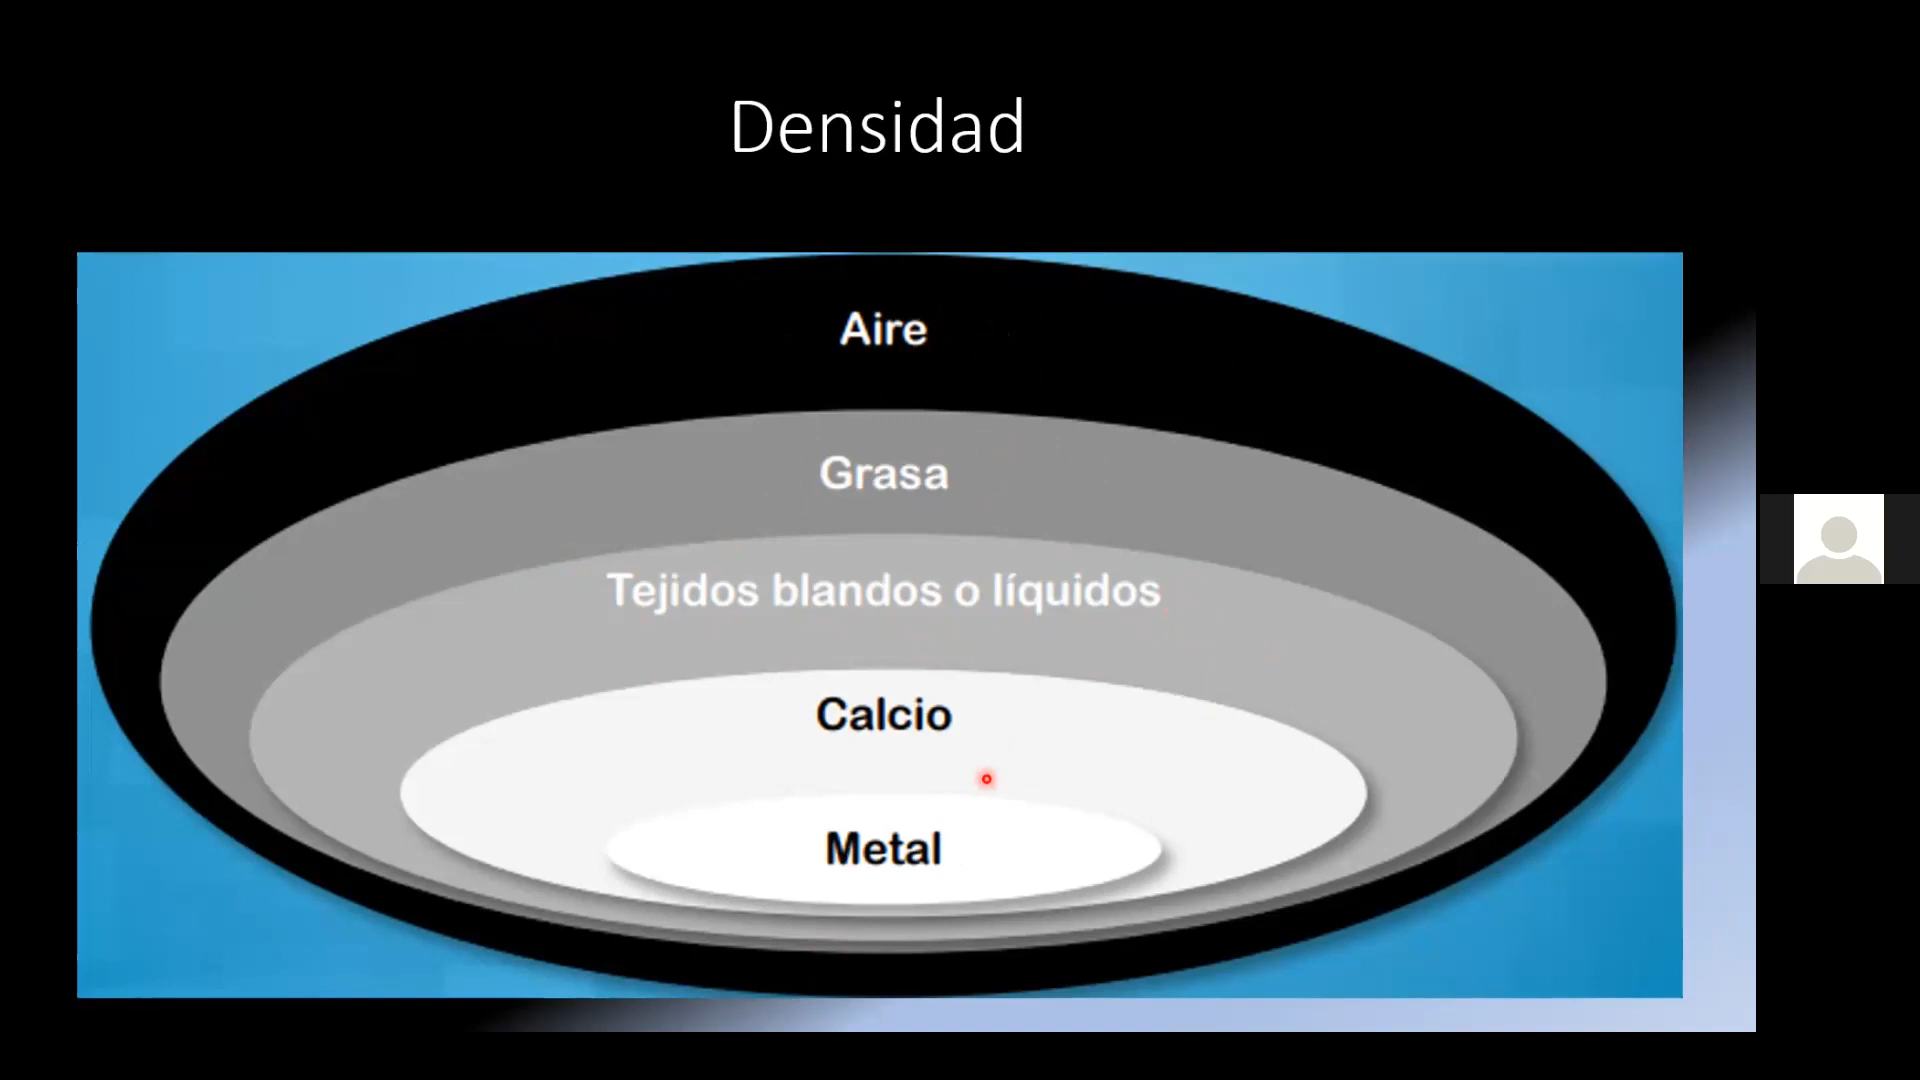 Densidad
Aire
Grasa
Tejidos blandos o líquidos
Calcio
Metal